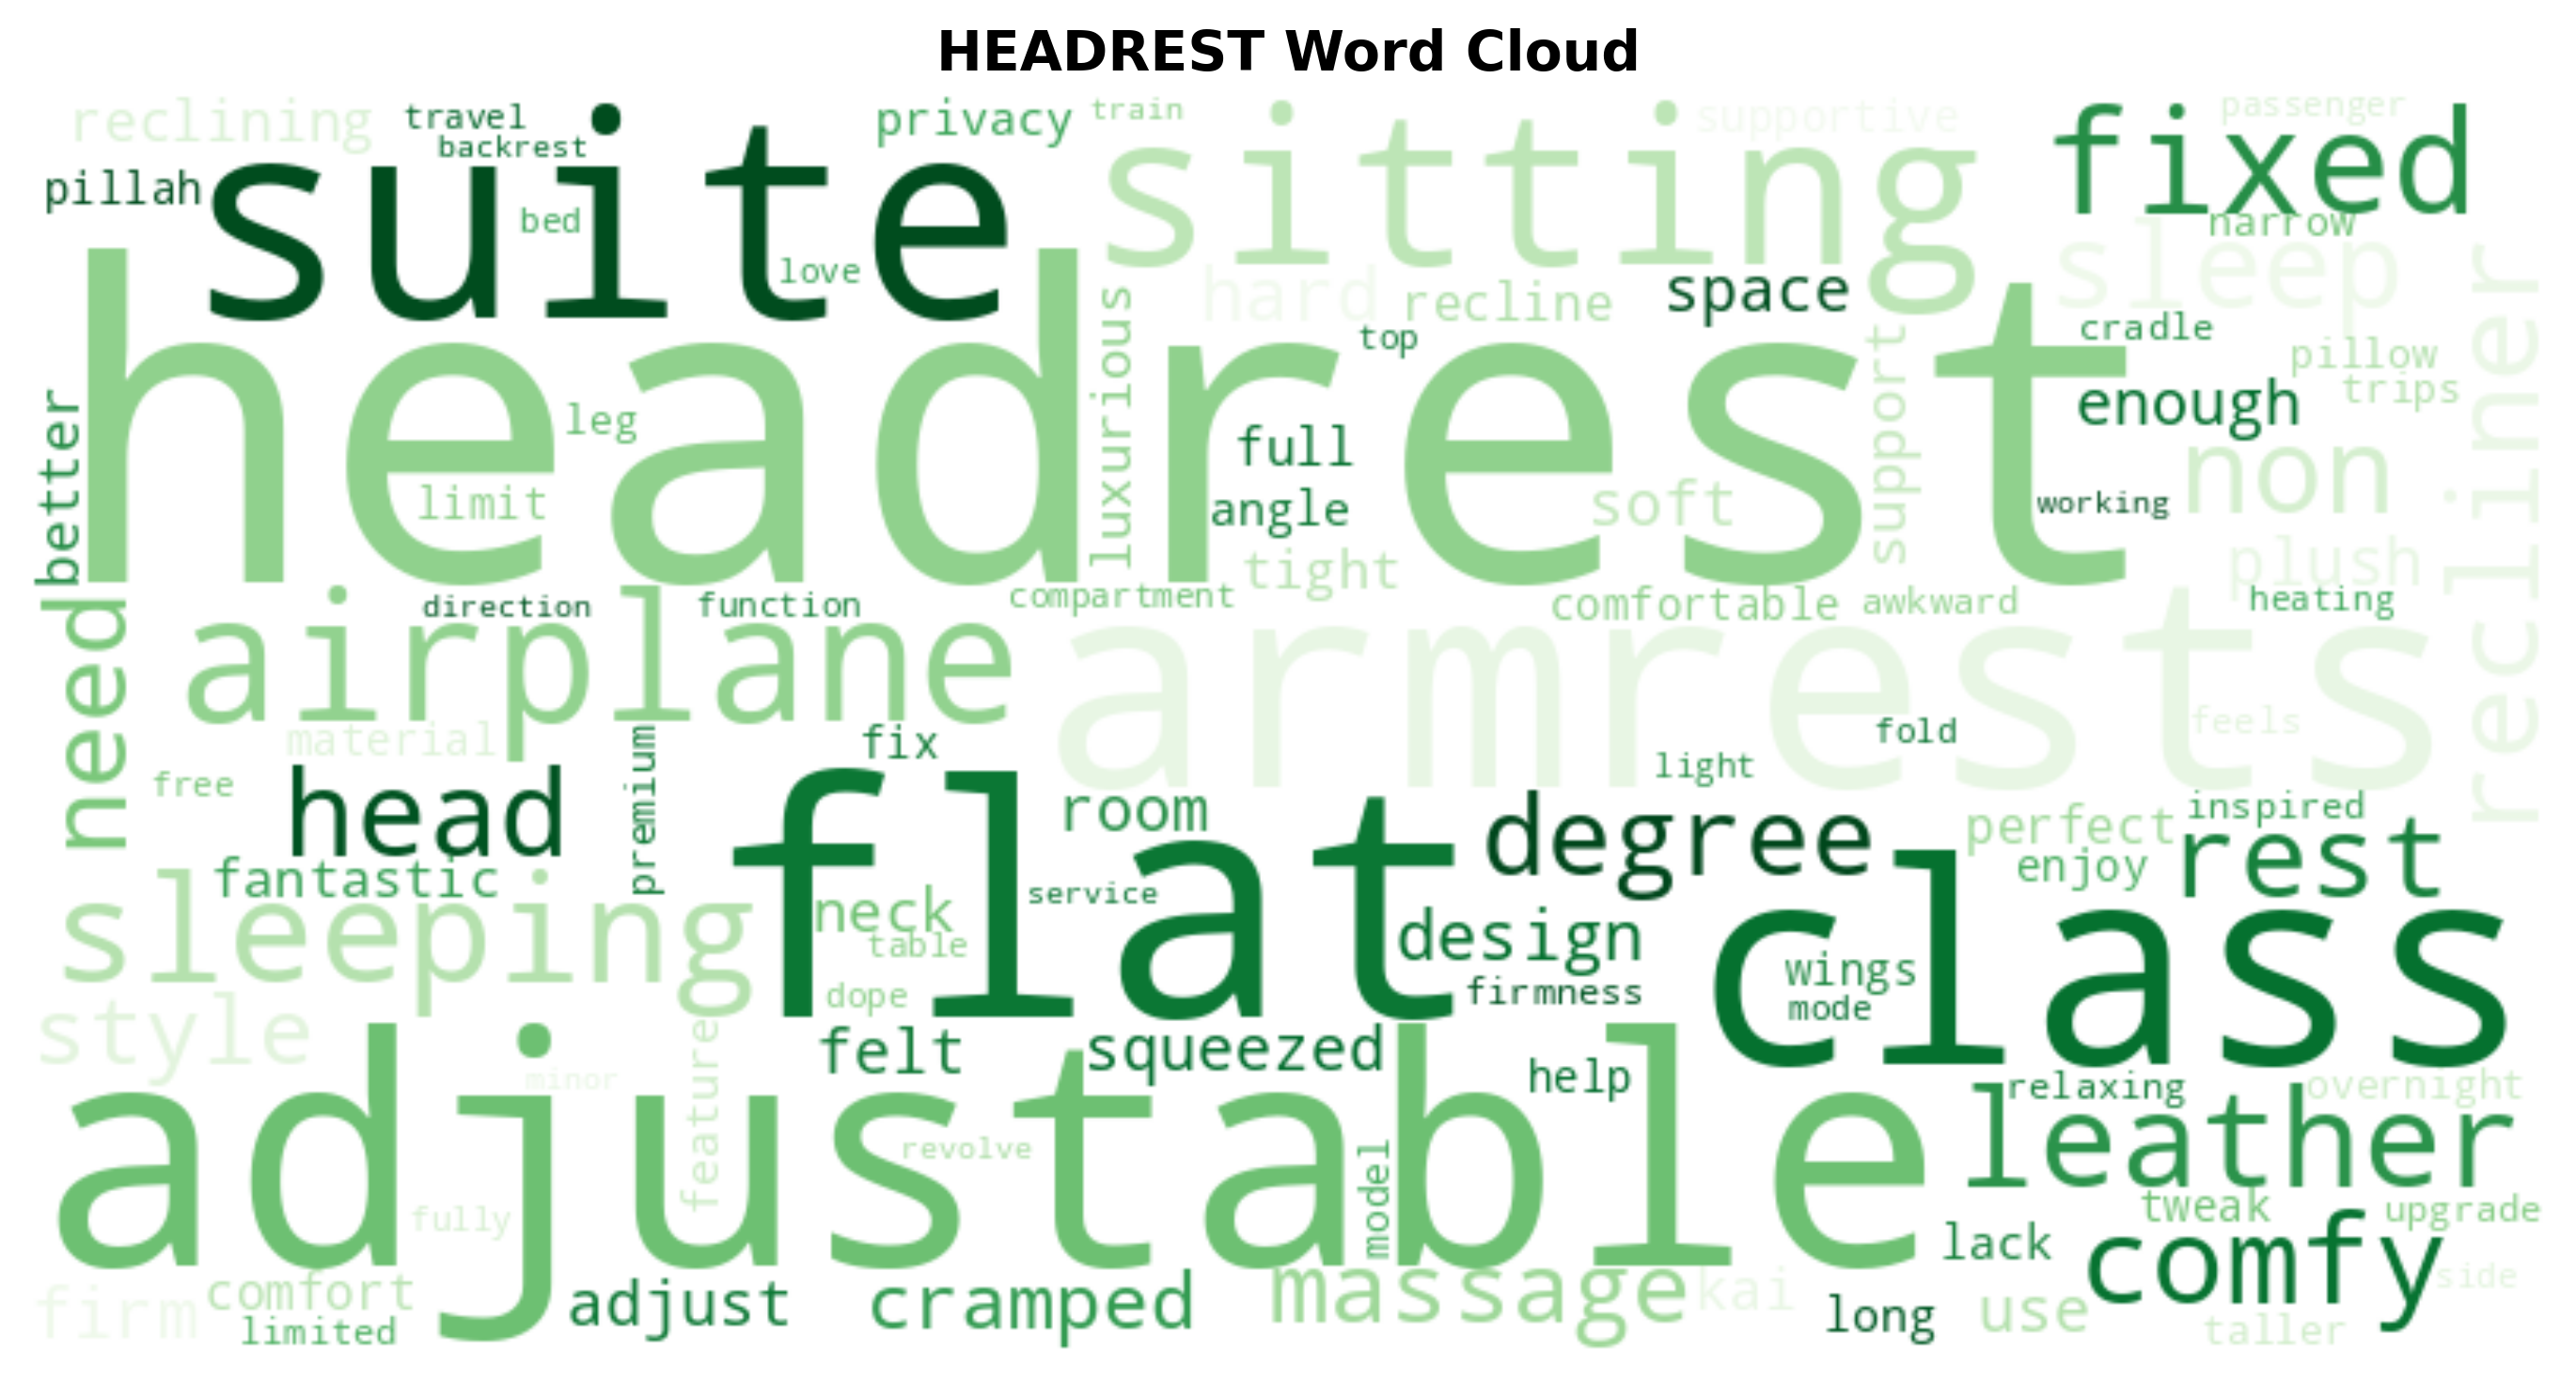 HEADREST Word Cloud
reclining
travel
backrest
privacy
train
supportive
passenger
pillah
suite
sitting
fixed
bed
love
narrow
hard
recline
space
sleep
luxurious
top
support
cradle
pillow
trips
recliner
headrest
better
leg
full
enough
limit
angle
soft
working
non
tight
plush
direction
function
compartment
comfortable
awkward
heating
need
airplane
armrests
material
premium
fix
fold
feels
light
free
head
room
degree
perfect
inspired
enjoy
rest
fantastic
flat
service
class
sleeping
neck
table
design
wings
firmness
mode
dope
style
feature
felt
squeezed
help
relaxing
overnight
minor
adjustable
revolve
model
leather
fully
tweak
upgrade
lack
comfy
firm
comfort
limited
adjust
cramped
massage
kai
long
use
side
taller